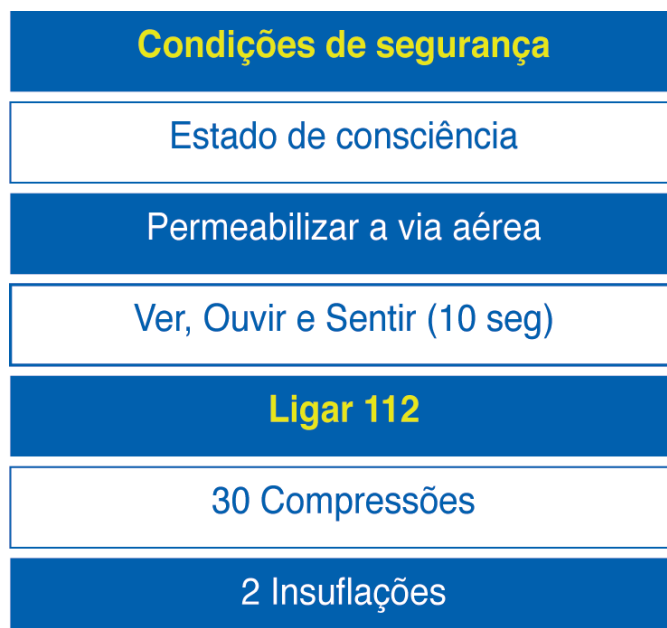 Condições de segurança
Estado de consciência
Permeabilizar a via aérea
Ver, Ouvir e Sentir (10 seg)
Ligar 112
30 Compressões
2 Insuflações